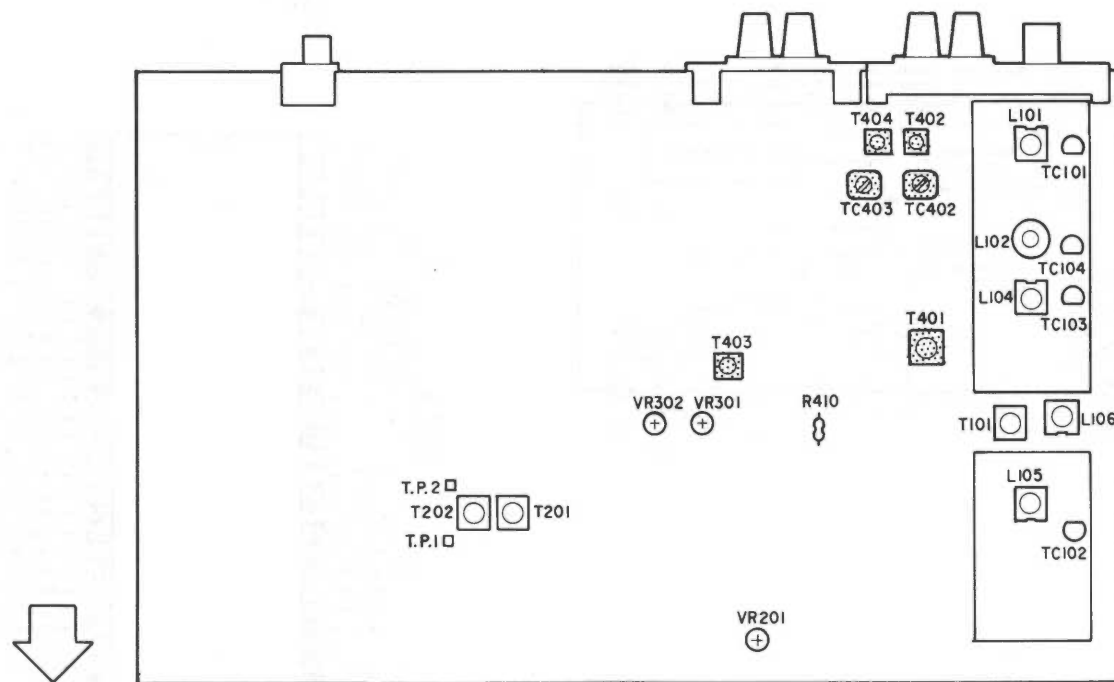 T404 T402 L101
TC101
TC403 TC402
L102
TC104
L104
TC103
T401
T403
VR302 VR301 R410
T101 L106
L105
T.P.2
T202 T201
T.P.1
TC102
VR201